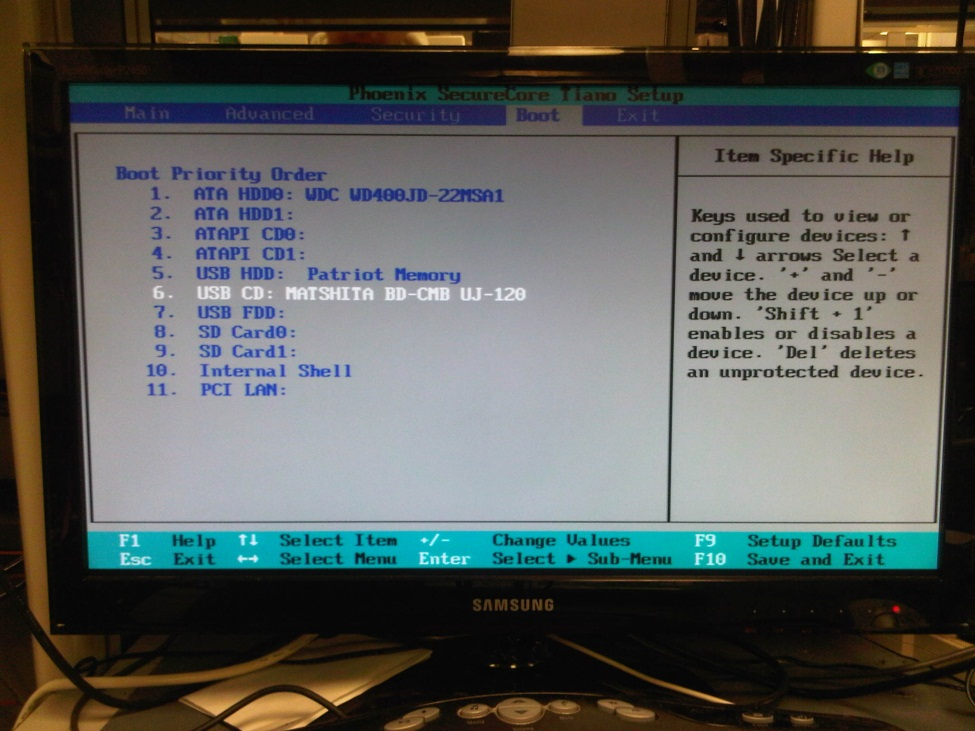 Phoenix SecureCore Tiano Setup
Main Advanced Security Boot Exit
Boot Priority Order
1. ATA HDD0: WDC WD400JD-22MSA1
2. ATA HDD1:
3. ATAPI CD0:
4. ATAPI CD1:
5. USB HDD: Patriot Memory
6. USB CD: MATSHITA BD-CMB UJ-120
7. USB FDD:
8. SD Card0:
9. SD Card1:
10. Internal Shell
11. PCI LAN:
Item Specific Help
Keys used to view or
configure devices: ↑
and ↓ arrows Select a
device. '+' and '-'
move the device up or
down. 'Shift + 1'
enables or disables a
device. 'Del' deletes
an unprotected device.
F1 Help ↑↓ Select Item +/- Change Values F9 Setup Defaults
Esc Exit ↔ Select Menu Enter Select ▶ Sub-Menu F10 Save and Exit
SAMSUNG